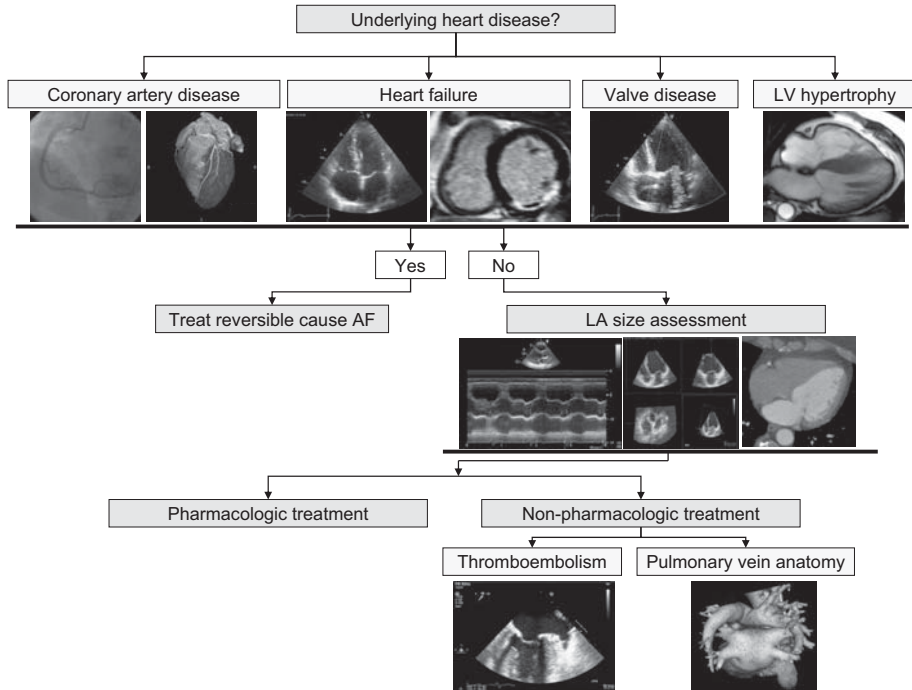 Underlying heart disease?
Coronary artery disease
Heart failure
Valve disease
LV hypertrophy
Yes
No
Treat reversible cause AF
LA size assessment
Pharmacologic treatment
Non-pharmacologic treatment
Thromboembolism
Pulmonary vein anatomy